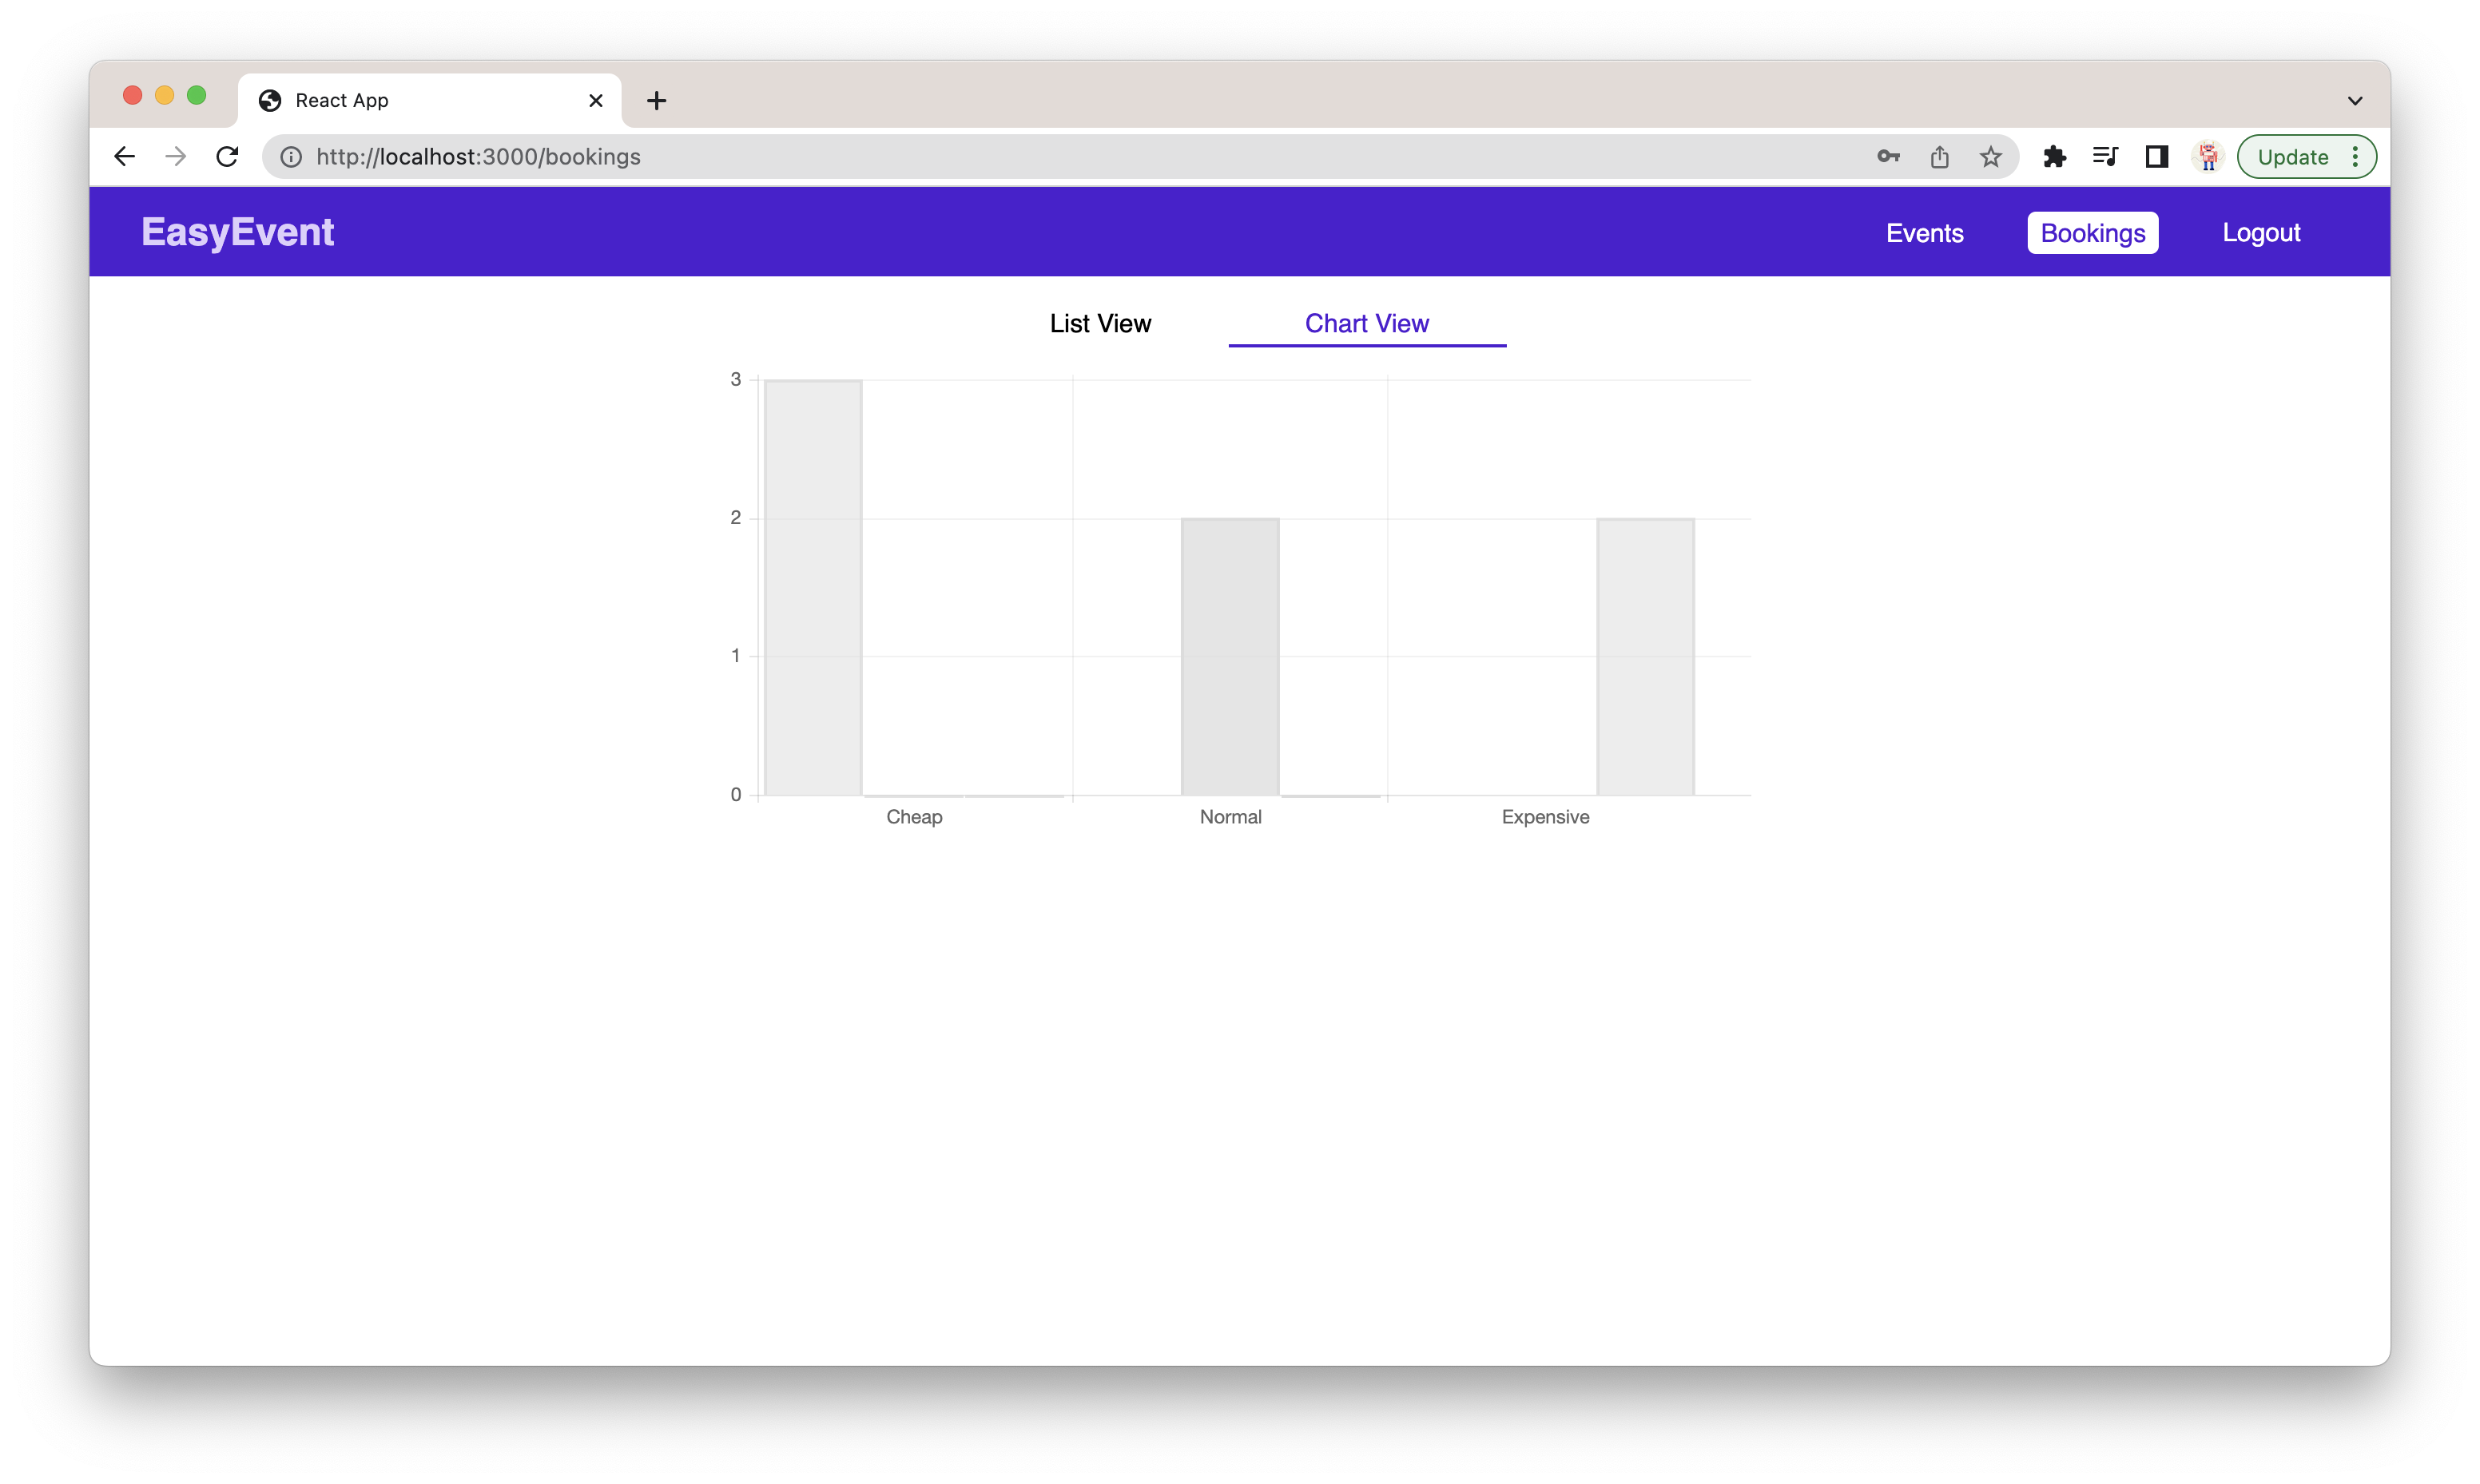 React App
http://localhost:3000/bookings
Update
EasyEvent
Events
Bookings
Logout
List View
Chart View
3
2
1
0
Cheap
Normal
Expensive